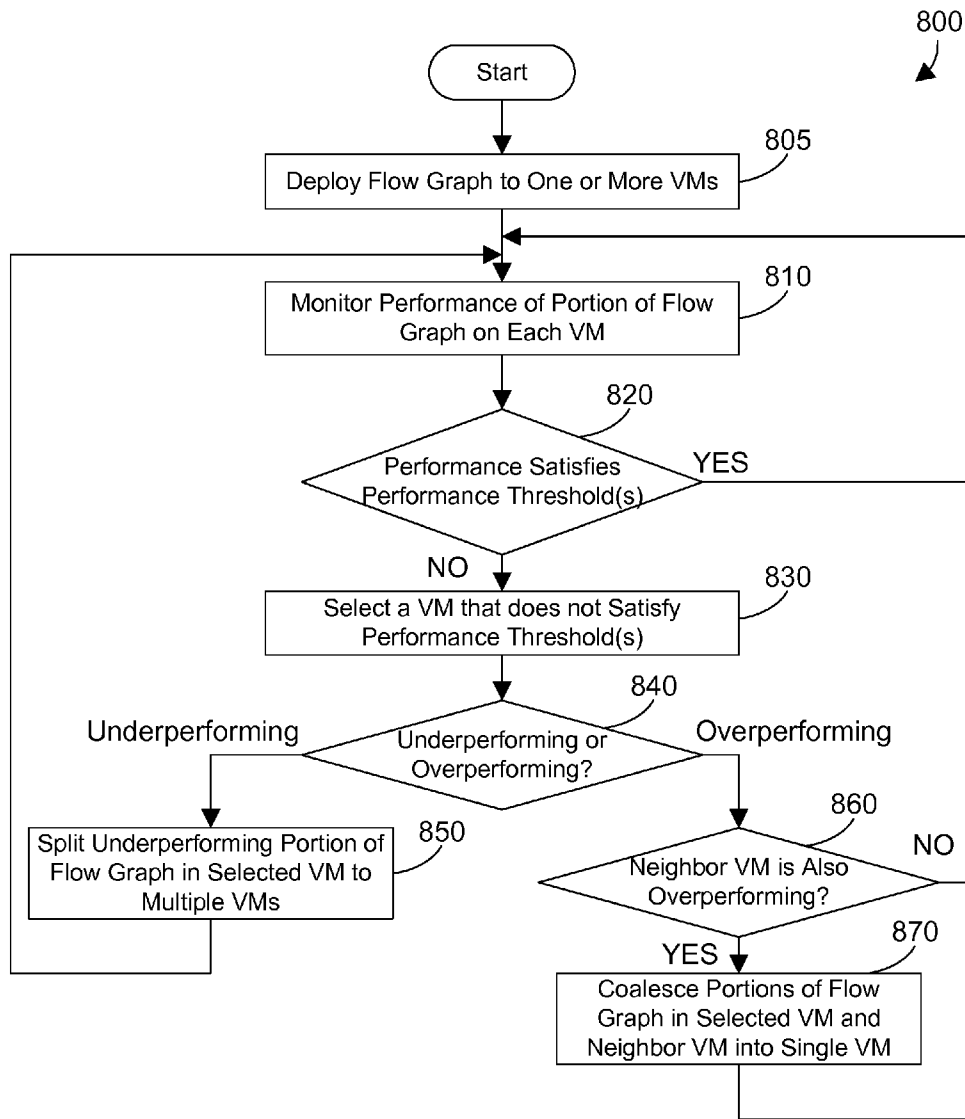 800
Start
805
Deploy Flow Graph to One or More VMs
810
Monitor Performance of Portion of Flow
Graph on Each VM
820
Performance Satisfies
Performance Threshold(s)
YES
NO
830
Select a VM that does not Satisfy
Performance Threshold(s)
840
Underperforming
Overperforming
Underperforming or
Overperforming?
850
Split Underperforming Portion of
Flow Graph in Selected VM to
Multiple VMs
860
NO
Neighbor VM is Also
Overperforming?
YES
870
Coalesce Portions of Flow
Graph in Selected VM and
Neighbor VM into Single VM